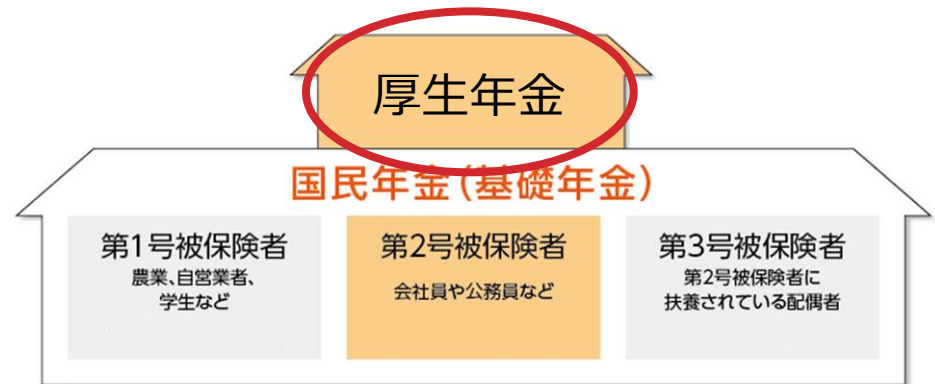 厚生年金
国民年金(基礎年金)
第1号被保険者
農業、自営業者、
学生など
第2号被保険者
会社員や公務員など
第3号被保険者
第2号被保険者に
扶養されている配偶者